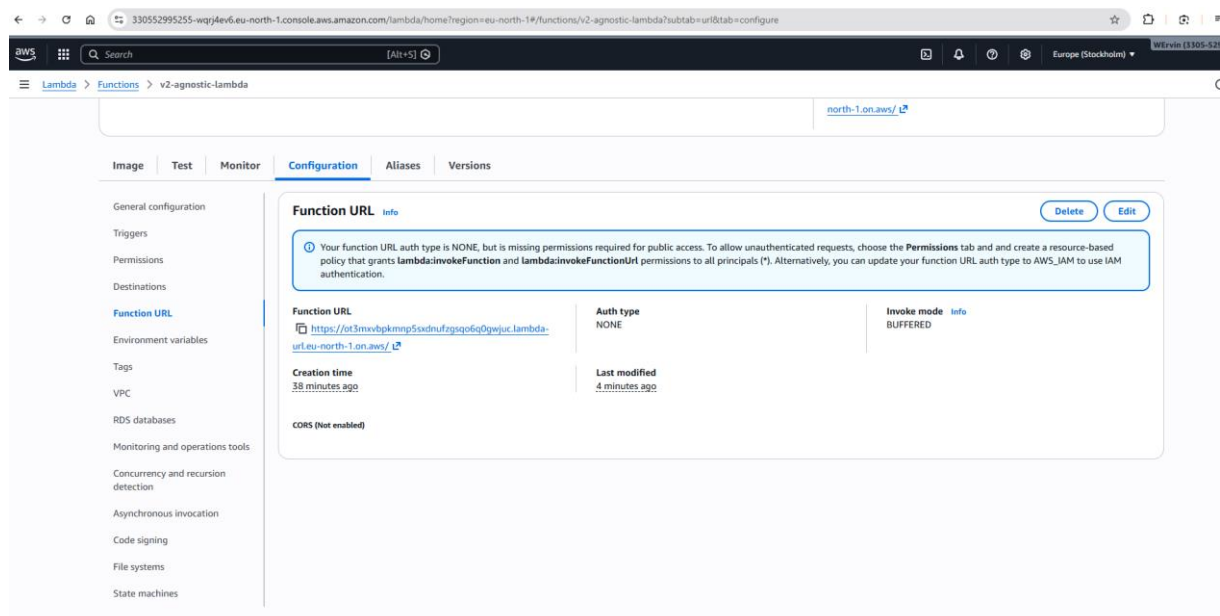 330552995255-wqrj4ev6.eu-north-1.console.aws.amazon.com/lambda/home?region=eu-north-1#/functions/v2-agnostic-lambda?subtab=url&tab=configure
aws
Search
[Alt+S]
Europe (Stockholm)
WErvin (3305-529
Lambda > Functions > v2-agnostic-lambda
north-1.on.aws/
Image
Test
Monitor
Configuration
Aliases
Versions
General configuration
Triggers
Permissions
Destinations
Function URL
Environment variables
Tags
VPC
RDS databases
Monitoring and operations tools
Concurrency and recursion
detection
Asynchronous invocation
Code signing
File systems
State machines
Function URL Info
Delete
Edit
Your function URL auth type is NONE, but is missing permissions required for public access. To allow unauthenticated requests, choose the Permissions tab and and create a resource-based
policy that grants lambda:invokeFunction and lambda:invokeFunctionUrl permissions to all principals (*). Alternatively, you can update your function URL auth type to AWS_IAM to use IAM
authentication.
Function URL
https://ot3mxvbpkmnp5sxdnufzgsqo6q0gwjuc.lambda-
url.eu-north-1.on.aws/
Auth type
NONE
Invoke mode Info
BUFFERED
Creation time
38 minutes ago
Last modified
4 minutes ago
CORS (Not enabled)